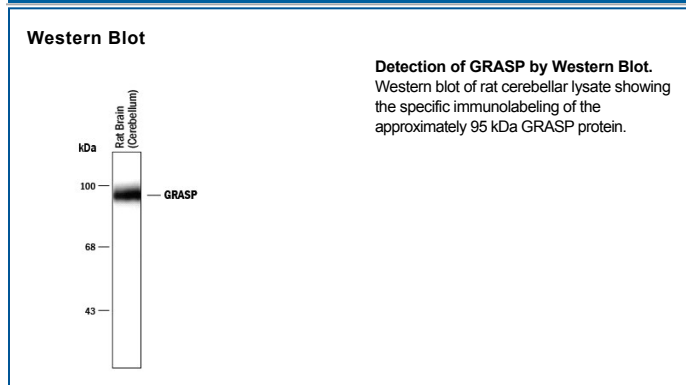 Western Blot
Detection of GRASP by Western Blot.
Western blot of rat cerebellar lysate showing
the specific immunolabeling of the
approximately 95 kDa GRASP protein.
Rat Brain
(Cerebellum)
kDa
100
GRASP
68
43